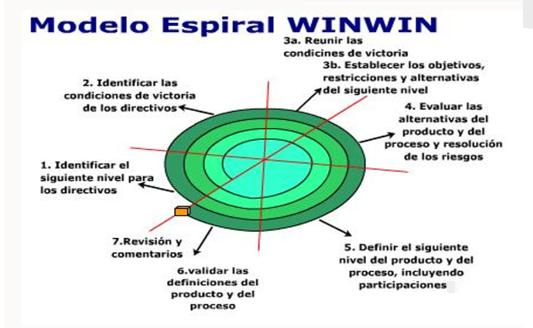 Modelo Espiral WINWIN
3a. Reunir las
condicines de victoria
3b. Establecer los objetivos,
restricciones y alternativas
del siguiente nivel
2. Identificar las
condiciones de victoria
de los directivos
4. Evaluar las
alternativas del
producto y del
proceso y resolución
de los riesgos
1. Identificar el
siguiente nivel para
los directivos
7.Revisión y
comentarios
6.validar las
definiciones del
producto y del
proceso
5. Definir el siguiente
nivel del producto y del
proceso, incluyendo
participaciones